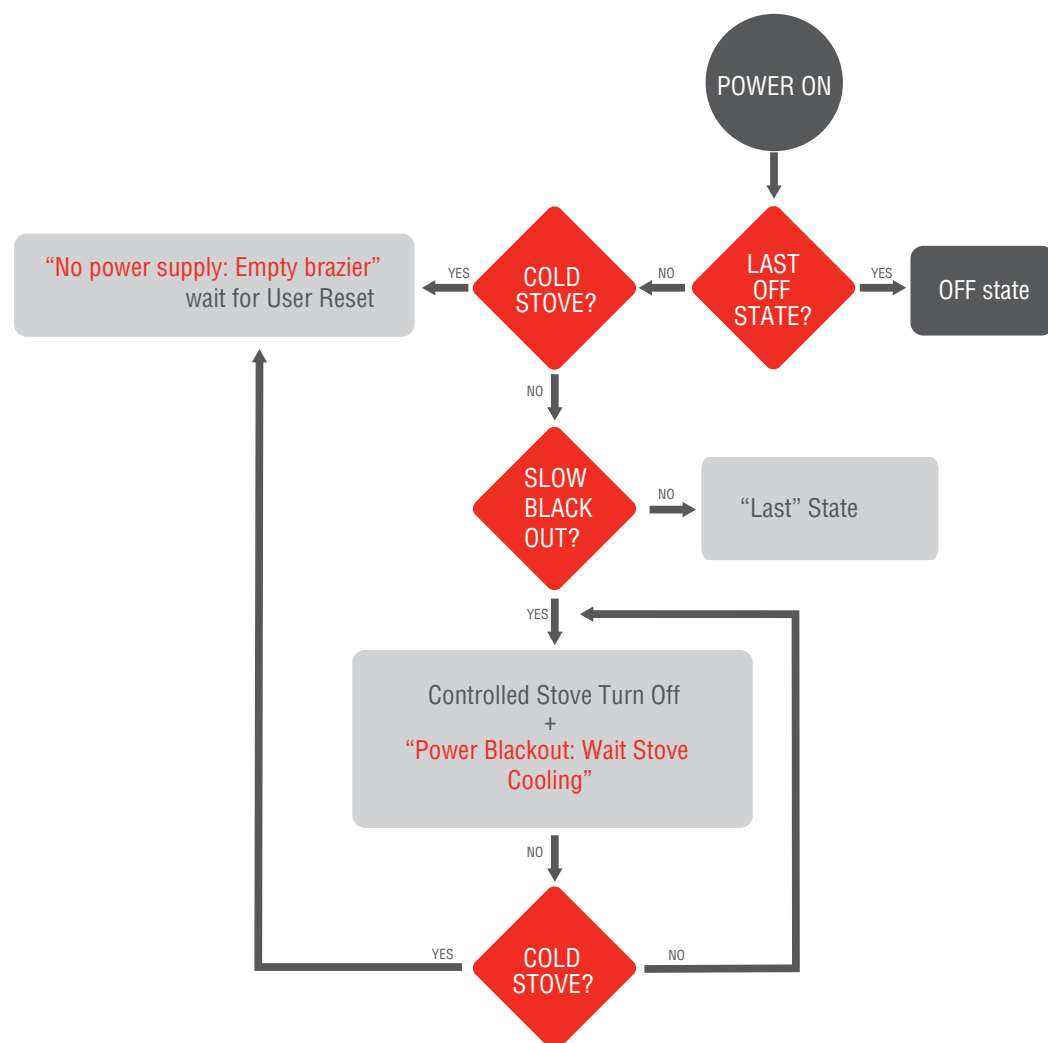 POWER ON
LAST
OFF
STATE?
YES
OFF state
NO
COLD
STOVE?
YES
“No power supply: Empty brazier”
wait for User Reset
NO
SLOW
BLACK
OUT?
NO
“Last” State
YES
Controlled Stove Turn Off
+
“Power Blackout: Wait Stove
Cooling”
NO
COLD
STOVE?
YES
NO